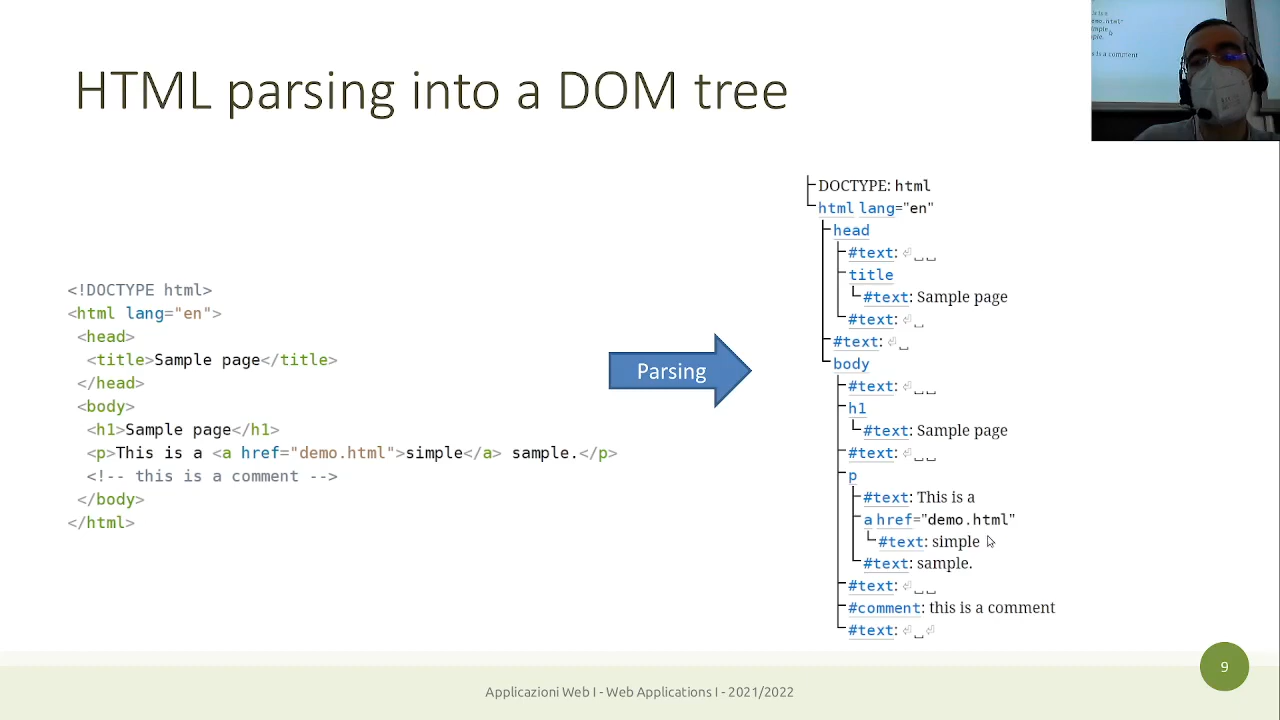 HTML parsing into a DOM tree
<!DOCTYPE html>
<html lang="en">
<head>
<title>Sample page</title>
</head>
<body>
<h1>Sample page</h1>
<p>This is a <a href="demo.html">simple</a> sample.</p>
<!-- this is a comment -->
</body>
</html>
Parsing
DOCTYPE: html
html lang="en"
head
#text: ⏎␣␣
title
#text: Sample page
#text: ⏎␣
#text: ⏎␣
body
#text: ⏎␣␣
h1
#text: Sample page
#text: ⏎␣␣
p
#text: This is a
a href="demo.html"
#text: simple
#text: sample.
#text: ⏎␣␣
#comment: this is a comment
#text: ⏎␣⏎
is a comment
9
Applicazioni Web I - Web Applications I - 2021/2022